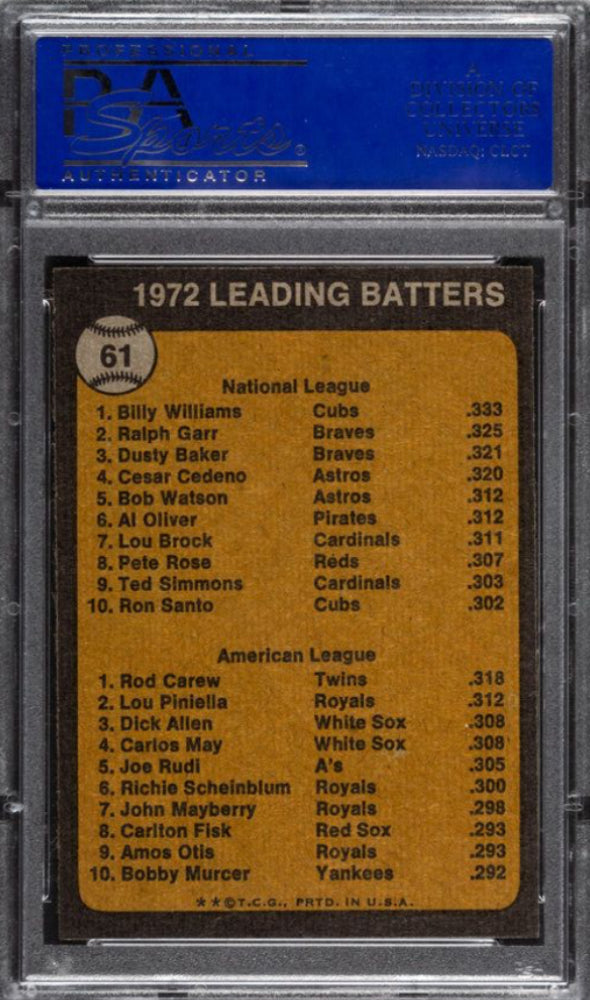 PROFESSIONAL
PSA
Sports®
AUTHENTICATOR
A
DIVISION OF
COLLECTORS
UNIVERSE
NASDAQ: CLCT
1972 LEADING BATTERS
61
National League
1. Billy Williams Cubs .333
2. Ralph Garr Braves .325
3. Dusty Baker Braves .321
4. Cesar Cedeno Astros .320
5. Bob Watson Astros .312
6. Al Oliver Pirates .312
7. Lou Brock Cardinals .311
8. Pete Rose Reds .307
9. Ted Simmons Cardinals .303
10. Ron Santo Cubs .302
American League
1. Rod Carew Twins .318
2. Lou Piniella Royals .312
3. Dick Allen White Sox .308
4. Carlos May White Sox .308
5. Joe Rudi A's .305
6. Richie Scheinblum Royals .300
7. John Mayberry Royals .298
8. Carlton Fisk Red Sox .293
9. Amos Otis Royals .293
10. Bobby Murcer Yankees .292
**©T.C.G., PRTD. IN U.S.A.